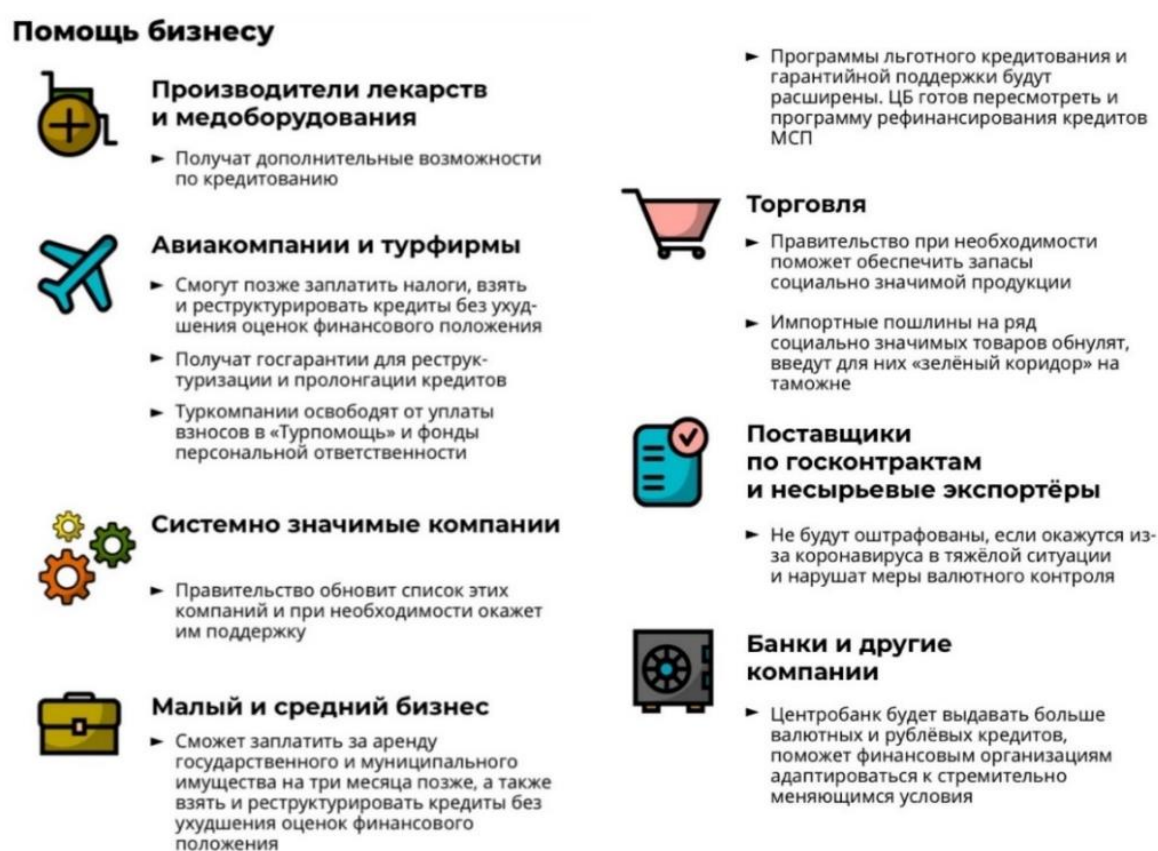 Помощь бизнесу
Производители лекарств
и медоборудования
► Получат дополнительные возможности
по кредитованию
Авиакомпании и турфирмы
► Смогут позже заплатить налоги, взять
и реструктурировать кредиты без ухуд-
шения оценок финансового положения
► Получат госгарантии для реструк-
туризации и пролонгации кредитов
► Туркомпании освободят от уплаты
взносов в «Турпомощь» и фонды
персональной ответственности
Системно значимые компании
► Правительство обновит список этих
компаний и при необходимости окажет
им поддержку
Малый и средний бизнес
► Сможет заплатить за аренду
государственного и муниципального
имущества на три месяца позже, а также
взять и реструктурировать кредиты без
ухудшения оценок финансового
положения
► Программы льготного кредитования и
гарантийной поддержки будут
расширены. ЦБ готов пересмотреть и
программу рефинансирования кредитов
МСП
Торговля
► Правительство при необходимости
поможет обеспечить запасы
социально значимой продукции
► Импортные пошлины на ряд
социально значимых товаров обнулят,
введут для них «зелёный коридор» на
таможне
Поставщики
по госконтрактам
и несырьевые экспортёры
► Не будут оштрафованы, если окажутся из-
за коронавируса в тяжёлой ситуации
и нарушат меры валютного контроля
Банки и другие
компании
► Центробанк будет выдавать больше
валютных и рублёвых кредитов,
поможет финансовым организациям
адаптироваться к стремительно
меняющимся условия